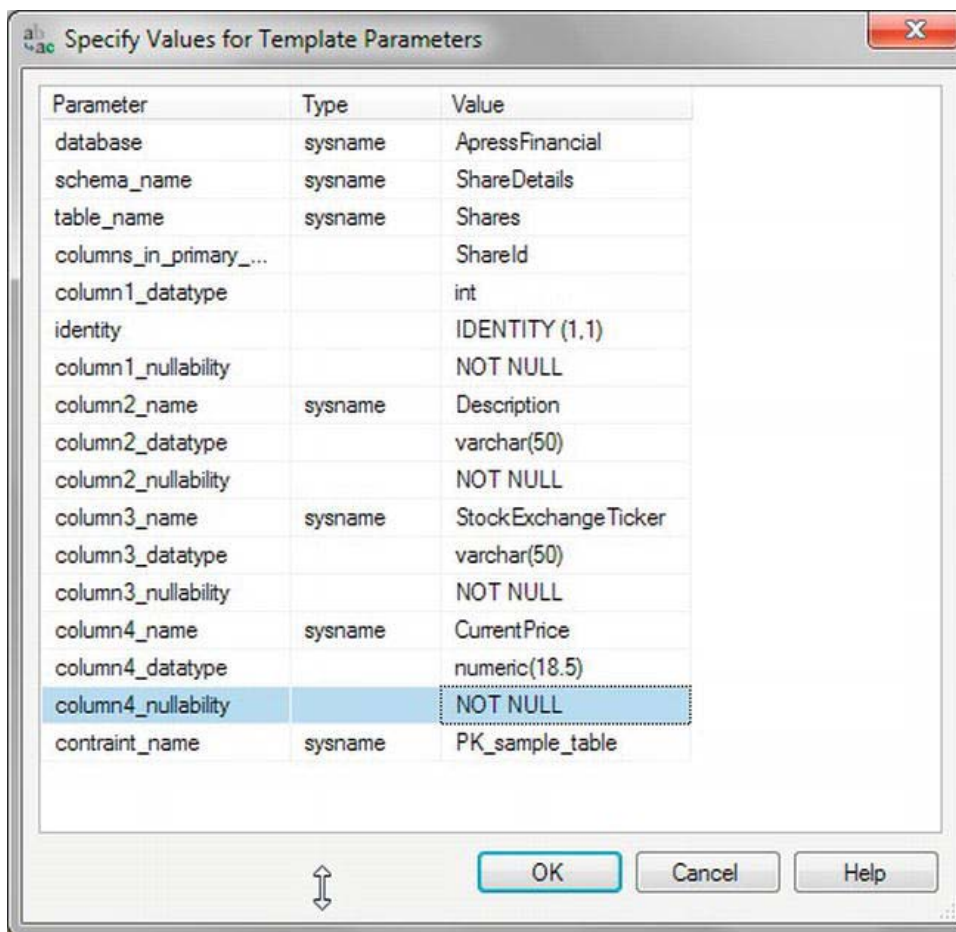 ab
ac
Specify Values for Template Parameters
Parameter Type Value
database sysname ApressFinancial
schema_name sysname ShareDetails
table_name sysname Shares
columns_in_primary_... ShareId
column1_datatype int
identity IDENTITY (1,1)
column1_nullability NOT NULL
column2_name sysname Description
column2_datatype varchar(50)
column2_nullability NOT NULL
column3_name sysname StockExchangeTicker
column3_datatype varchar(50)
column3_nullability NOT NULL
column4_name sysname CurrentPrice
column4_datatype numeric(18.5)
column4_nullability NOT NULL
contraint_name sysname PK_sample_table
OK Cancel Help